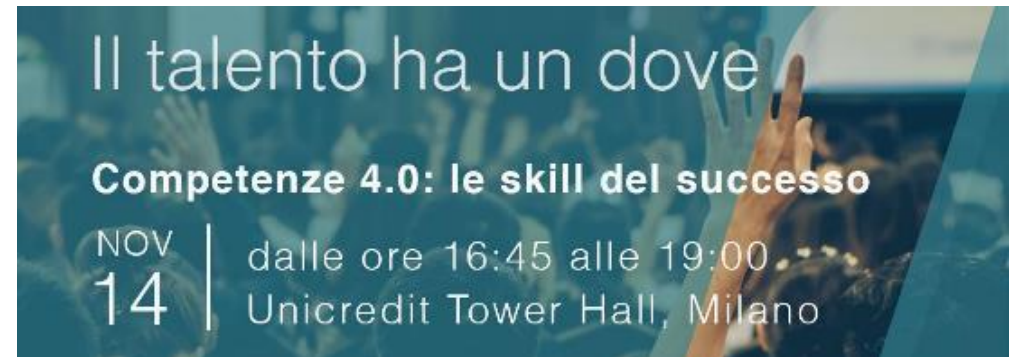 Il talento ha un dove
Competenze 4.0: le skill del successo
NOV
14
dalle ore 16:45 alle 19:00
Unicredit Tower Hall, Milano